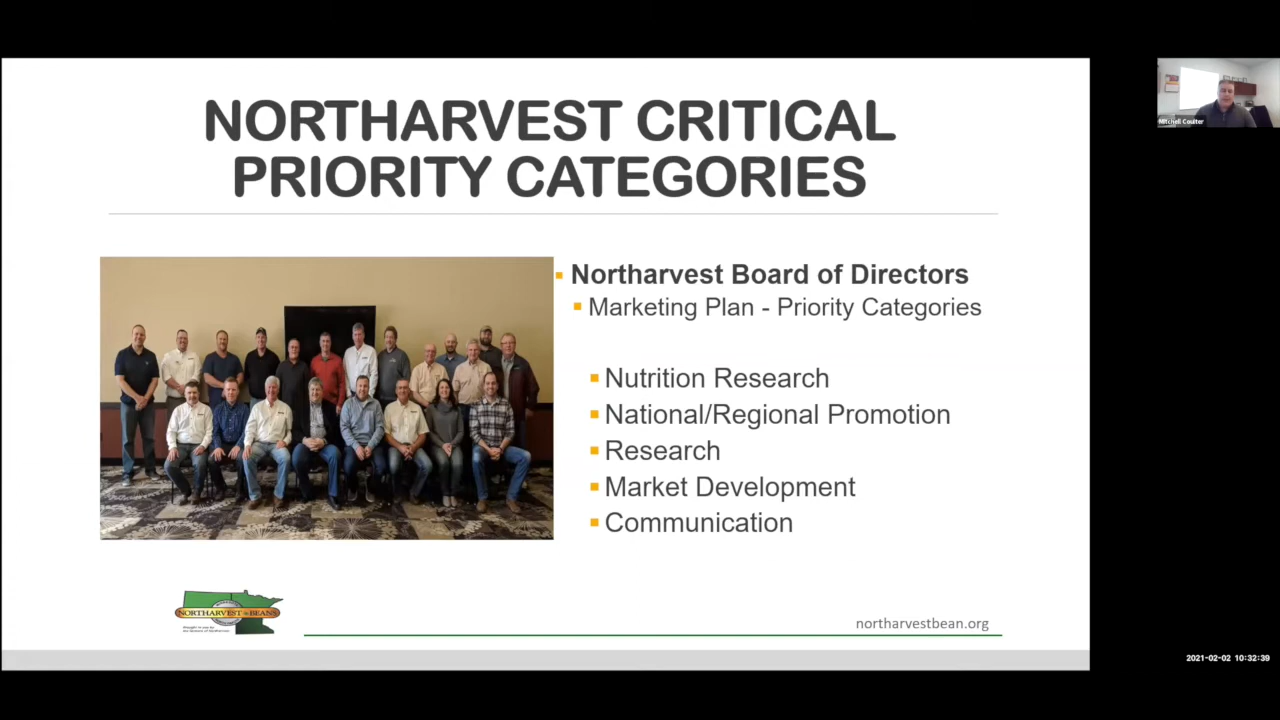 NORTHARVEST CRITICAL
PRIORITY CATEGORIES
Northarvest Board of Directors
Marketing Plan - Priority Categories
Nutrition Research
National/Regional Promotion
Research
Market Development
Communication
NORTHARVEST BEANS
northarvestbean.org
Mitchell Coulter
2021-02-02 10:32:39